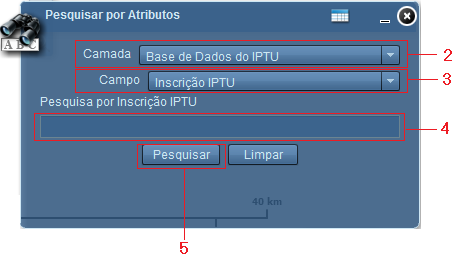 Pesquisar por Atributos
A B C
Camada Base de Dados do IPTU 2
Campo Inscrição IPTU 3
Pesquisa por Inscrição IPTU
4
Pesquisar Limpar
40 km
5